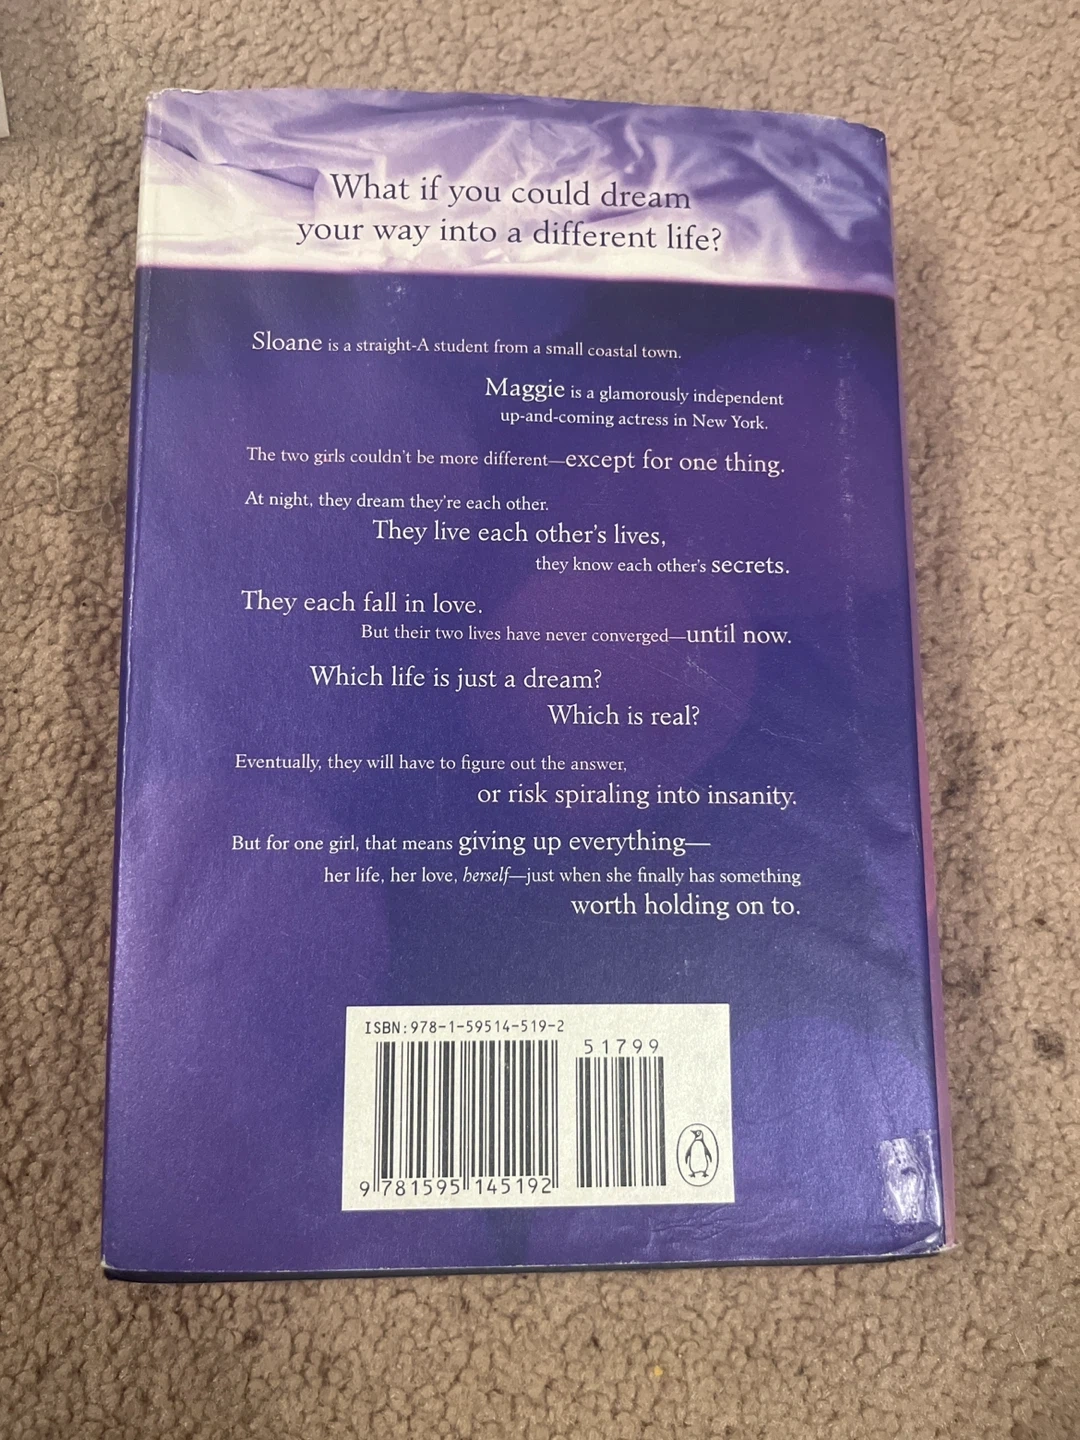 What if you could dream
your way into a different life?
Sloane is a straight-A student from a small coastal town.
Maggie is a glamorously independent
up-and-coming actress in New York.
The two girls couldn't be more different—except for one thing.
At night, they dream they're each other.
They live each other's lives,
they know each other's secrets.
They each fall in love.
But their two lives have never converged—until now.
Which life is just a dream?
Which is real?
Eventually, they will have to figure out the answer,
or risk spiraling into insanity.
But for one girl, that means giving up everything—
her life, her love, herself—just when she finally has something
worth holding on to.
ISBN:978-1-59514-519-2
51799
9 781595 145192